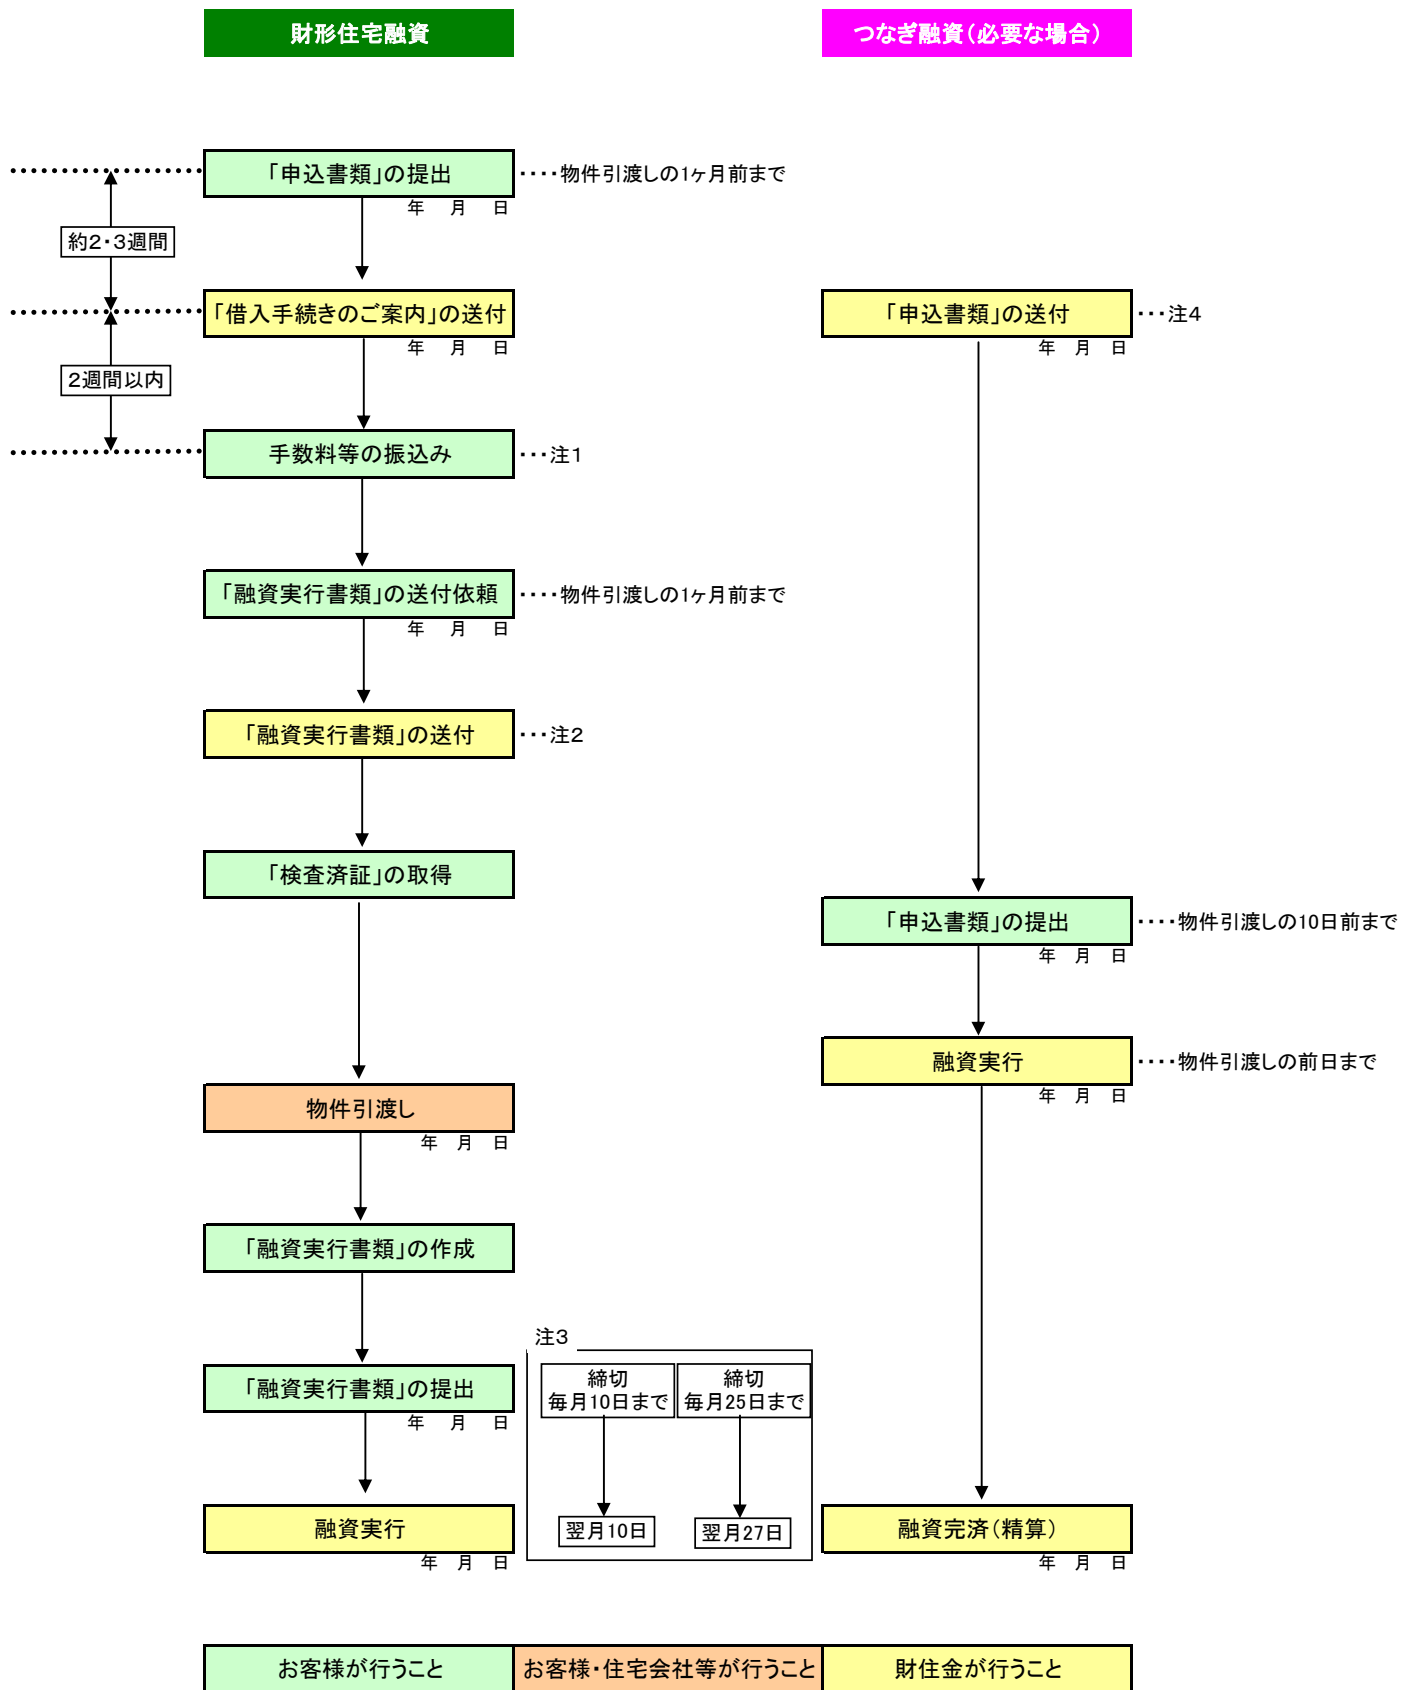 財形住宅融資
つなぎ融資（必要な場合）
「申込書類」の提出
････物件引渡しの1ヶ月前まで
年 月 日
約２・３週間
「借入手続きのご案内」の送付
年 月 日
「申込書類」の送付
･･･注４
年 月 日
２週間以内
手数料等の振込み
･･･注１
「融資実行書類」の送付依頼
････物件引渡しの1ヶ月前まで
年 月 日
「融資実行書類」の送付
･･･注２
「検査済証」の取得
「申込書類」の提出
････物件引渡しの10日前まで
年 月 日
融資実行
････物件引渡しの前日まで
年 月 日
物件引渡し
年 月 日
「融資実行書類」の作成
注３
「融資実行書類」の提出
年 月 日
締切
毎月10日まで
締切
毎月25日まで
翌月10日
翌月27日
融資実行
年 月 日
融資完済（精算）
年 月 日
お客様が行うこと
お客様・住宅会社等が行うこと
財住金が行うこと